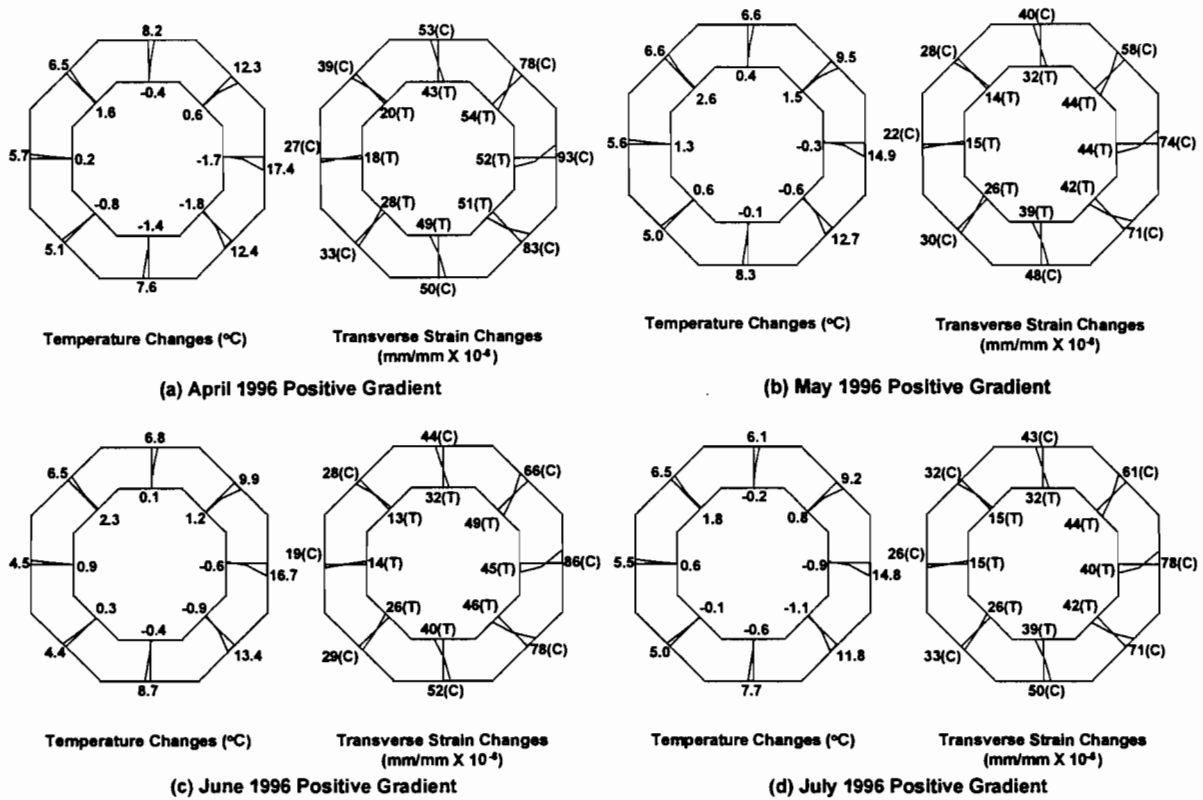 8.2
6.5
12.3
-0.4
1.6
0.6
5.7
0.2
-1.7
17.4
-0.8
-1.8
-1.4
5.1
12.4
7.6
Temperature Changes (°C)
53(C)
39(C)
78(C)
43(T)
20(T)
54(T)
27(C)
18(T)
52(T)
93(C)
28(T)
51(T)
49(T)
33(C)
83(C)
50(C)
Transverse Strain Changes
(mm/mm X 10⁻⁶)
(a) April 1996 Positive Gradient
6.6
6.6
9.5
0.4
2.6
1.5
5.6
1.3
-0.3
14.9
0.6
-0.6
-0.1
5.0
12.7
8.3
Temperature Changes (°C)
40(C)
28(C)
58(C)
32(T)
14(T)
44(T)
22(C)
15(T)
44(T)
74(C)
26(T)
42(T)
39(T)
30(C)
71(C)
48(C)
Transverse Strain Changes
(mm/mm X 10⁻⁶)
(b) May 1996 Positive Gradient
6.8
6.5
9.9
0.1
2.3
1.2
4.5
0.9
-0.6
16.7
0.3
-0.9
-0.4
4.4
13.4
8.7
Temperature Changes (°C)
44(C)
28(C)
66(C)
32(T)
13(T)
49(T)
19(C)
14(T)
45(T)
86(C)
26(T)
46(T)
40(T)
29(C)
78(C)
52(C)
Transverse Strain Changes
(mm/mm X 10⁻⁶)
(c) June 1996 Positive Gradient
6.1
6.5
9.2
-0.2
1.8
0.8
5.5
0.6
-0.9
14.8
-0.1
-1.1
-0.6
5.0
11.8
7.7
Temperature Changes (°C)
43(C)
32(C)
61(C)
32(T)
15(T)
44(T)
26(C)
15(T)
40(T)
78(C)
26(T)
42(T)
39(T)
33(C)
71(C)
50(C)
Transverse Strain Changes
(mm/mm X 10⁻⁶)
(d) July 1996 Positive Gradient